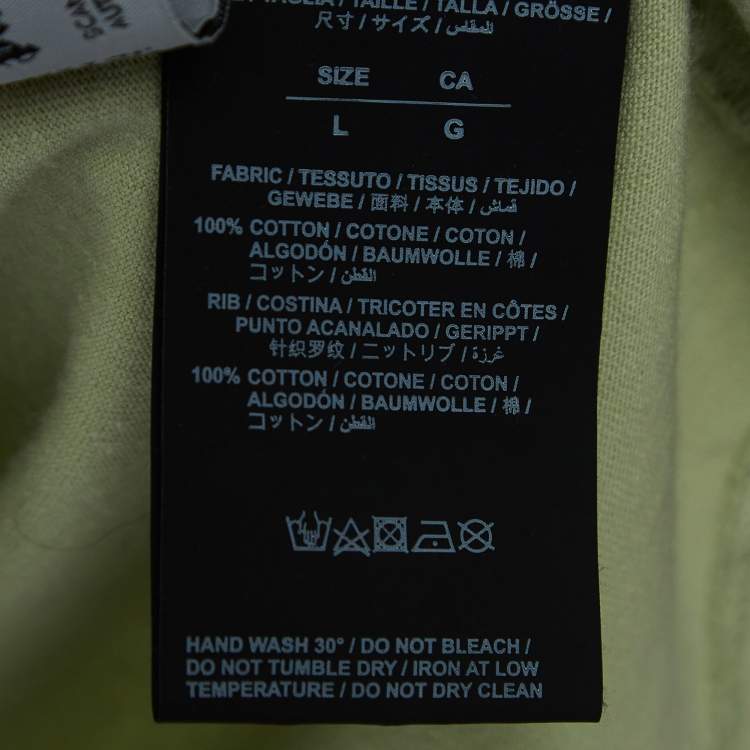 SCAN
AUT
TAGLIA / TAILLE / TALLA / GRÖSSE /
尺寸 / サイズ / المقاس
SIZE CA
L G
FABRIC / TESSUTO / TISSUS / TEJIDO /
GEWEBE / 面料 / 本体 / قماش
100% COTTON / COTONE / COTON /
ALGODÓN / BAUMWOLLE / 棉 /
コットン / القطن
RIB / COSTINA / TRICOTER EN CÔTES /
PUNTO ACANALADO / GERIPPT /
针织罗纹 / ニットリブ / غرزة
100% COTTON / COTONE / COTON /
ALGODÓN / BAUMWOLLE / 棉 /
コットン / القطن
HAND WASH 30° / DO NOT BLEACH /
DO NOT TUMBLE DRY / IRON AT LOW
TEMPERATURE / DO NOT DRY CLEAN